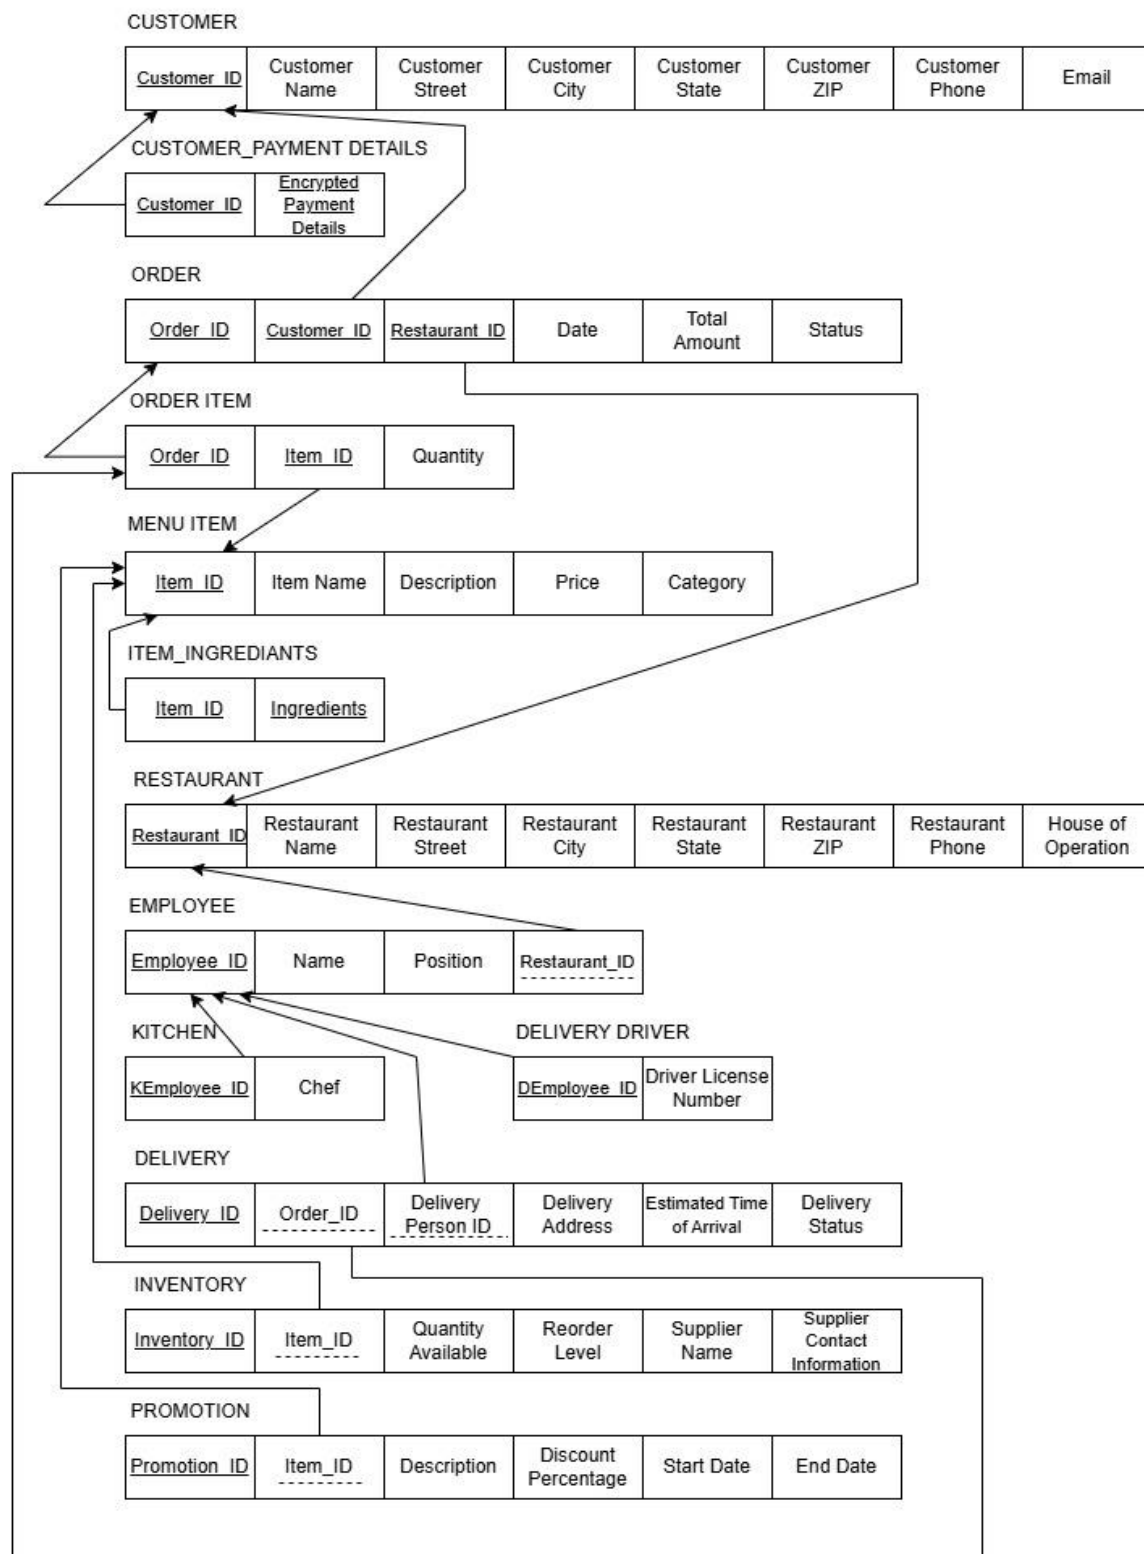 CUSTOMER
Customer_ID
Customer
Name
Customer
Street
Customer
City
Customer
State
Customer
ZIP
Customer
Phone
Email
CUSTOMER_PAYMENT DETAILS
Customer_ID
Encrypted
Payment
Details
ORDER
Order_ID
Customer_ID
Restaurant_ID
Date
Total
Amount
Status
ORDER ITEM
Order_ID
Item_ID
Quantity
MENU ITEM
Item_ID
Item Name
Description
Price
Category
ITEM_INGREDIANTS
Item_ID
Ingredients
RESTAURANT
Restaurant_ID
Restaurant
Name
Restaurant
Street
Restaurant
City
Restaurant
State
Restaurant
ZIP
Restaurant
Phone
House of
Operation
EMPLOYEE
Employee_ID
Name
Position
Restaurant_ID
KITCHEN
KEmployee_ID
Chef
DELIVERY DRIVER
DEmployee_ID
Driver License
Number
DELIVERY
Delivery_ID
Order_ID
Delivery
Person ID
Delivery
Address
Estimated Time
of Arrival
Delivery
Status
INVENTORY
Inventory_ID
Item_ID
Quantity
Available
Reorder
Level
Supplier
Name
Supplier
Contact
Information
PROMOTION
Promotion_ID
Item_ID
Description
Discount
Percentage
Start Date
End Date